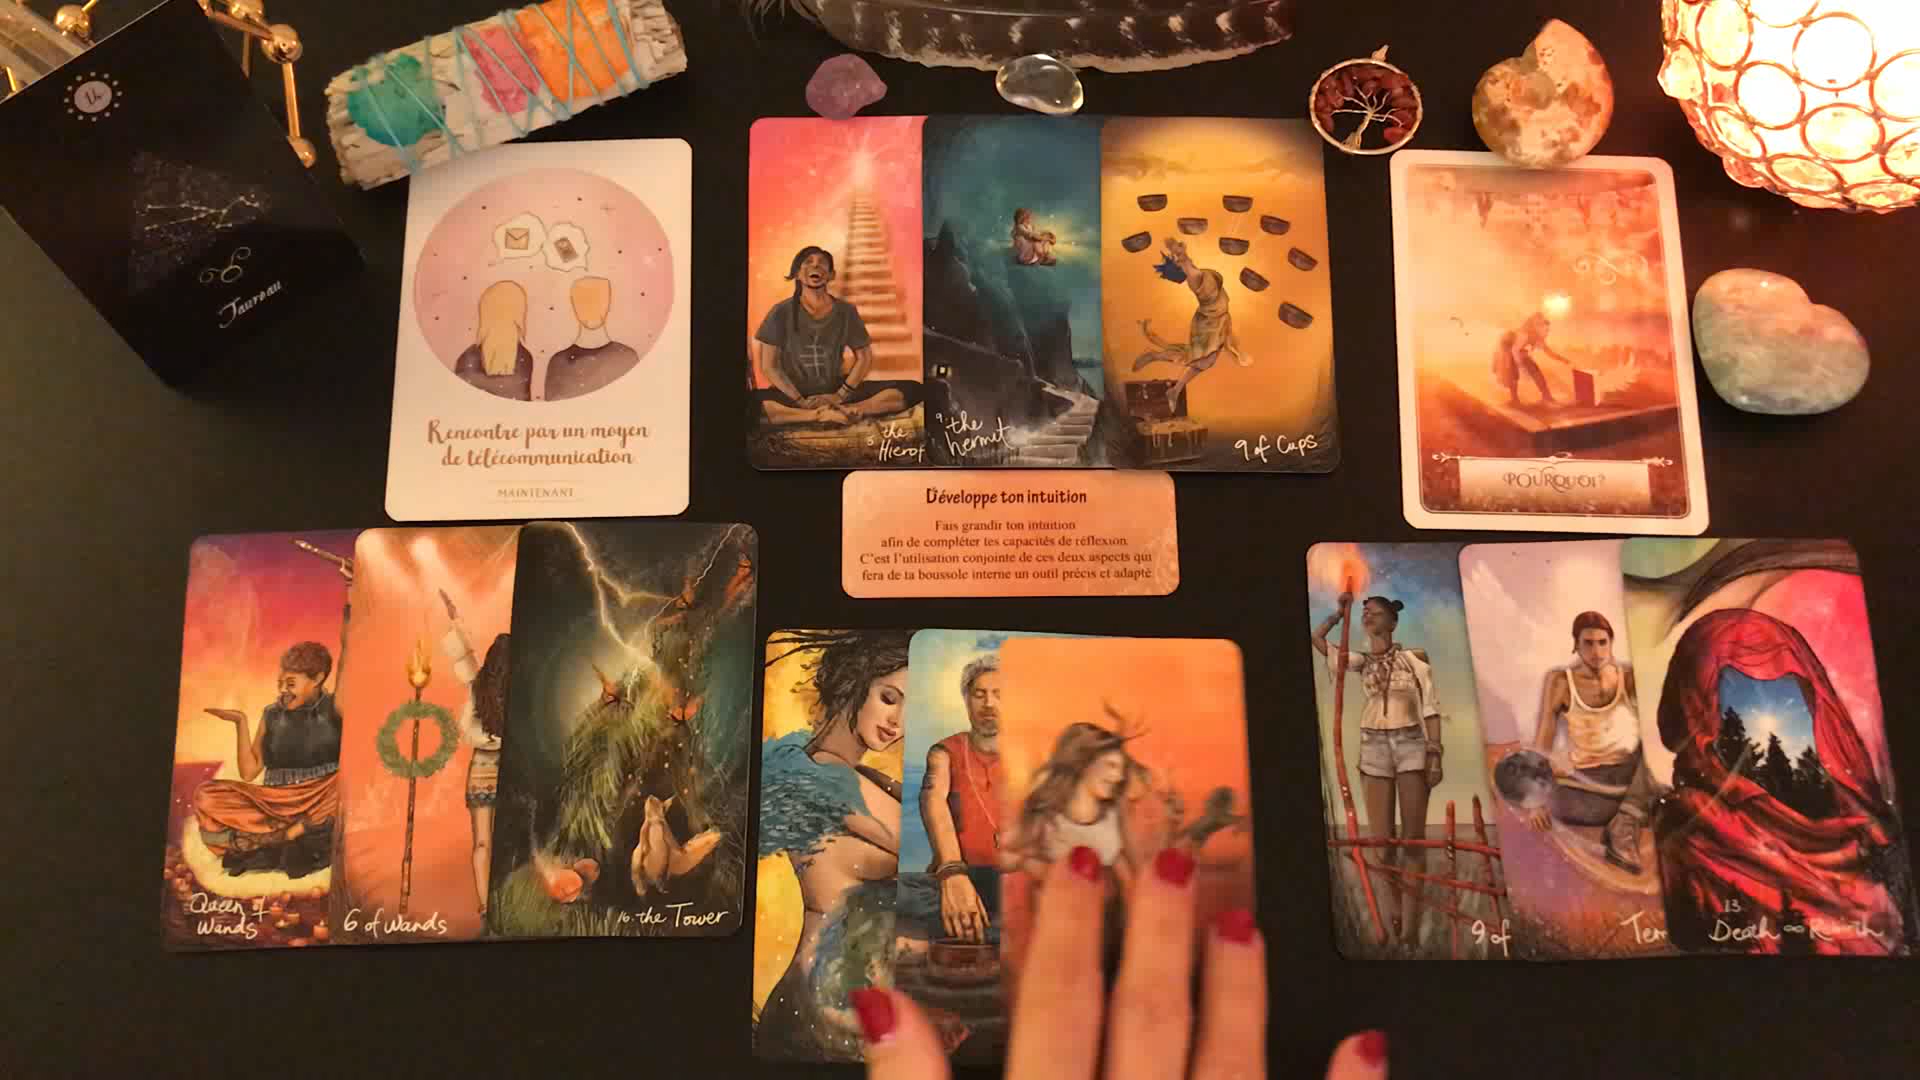 Taureau
Rencontre par un moyen
de télécommunication
MAINTENANT
5 the
Hierof
9. the
hermit
9 of Cups
POURQUOI?
Développe ton intuition
Fais grandir ton intuition
afin de compléter tes capacités de réflexion.
C'est l'utilisation conjointe de ces deux aspects qui
fera de ta boussole interne un outil précis et adapté
Queen of
Wands
6 of Wands
16. the Tower
9 of
Tem
13
Death ∞ Rebirth